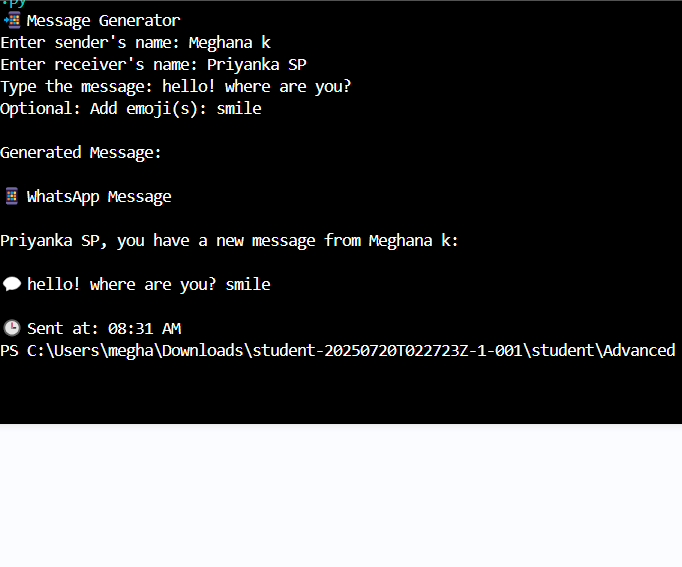 .py
📲 Message Generator
Enter sender's name: Meghana k
Enter receiver's name: Priyanka SP
Type the message: hello! where are you?
Optional: Add emoji(s): smile
Generated Message:
📱 WhatsApp Message
Priyanka SP, you have a new message from Meghana k:
💬 hello! where are you? smile
🕒 Sent at: 08:31 AM
PS C:\Users\megha\Downloads\student-20250720T022723Z-1-001\student\Advanced